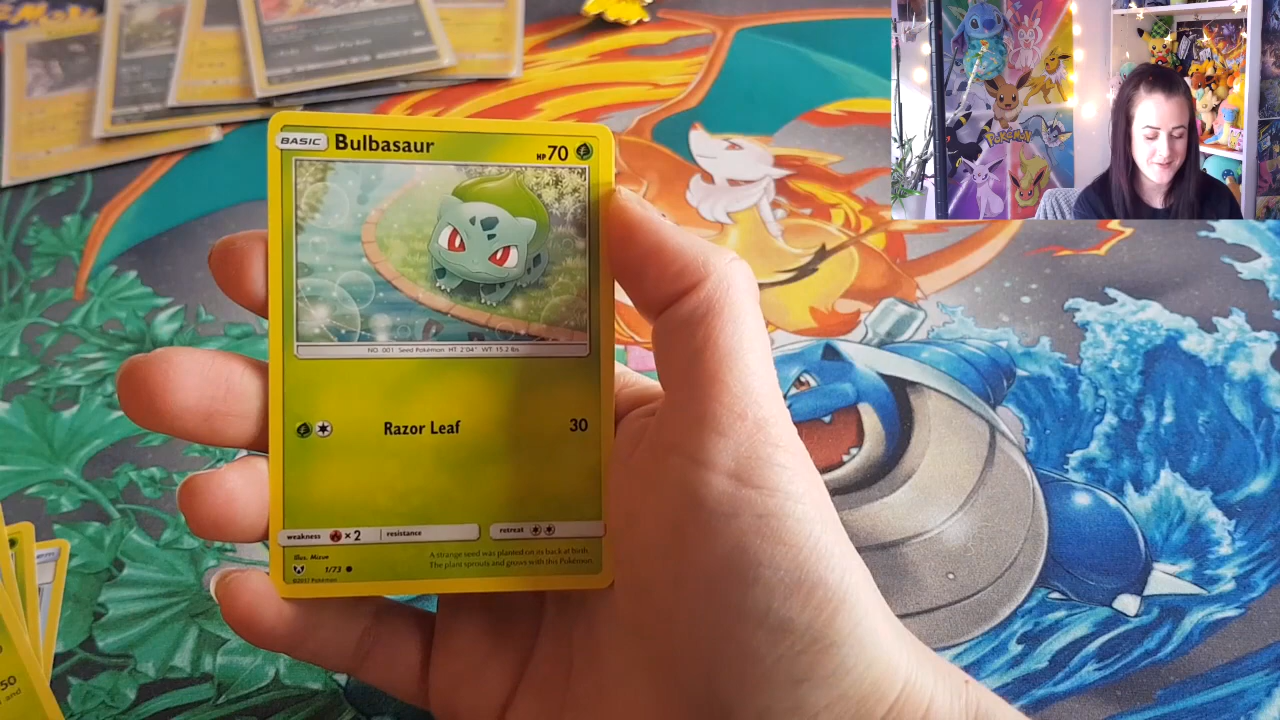 BASIC Bulbasaur HP 70
NO. 001 Seed Pokémon HT: 2'04" WT: 15.2 lbs.
Razor Leaf 30
weakness ×2 resistance retreat
Illus. Mizue
A strange seed was planted on its back at birth.
The plant sprouts and grows with this Pokémon.
1/73
©2017 Pokémon
50
and
POKÉMON